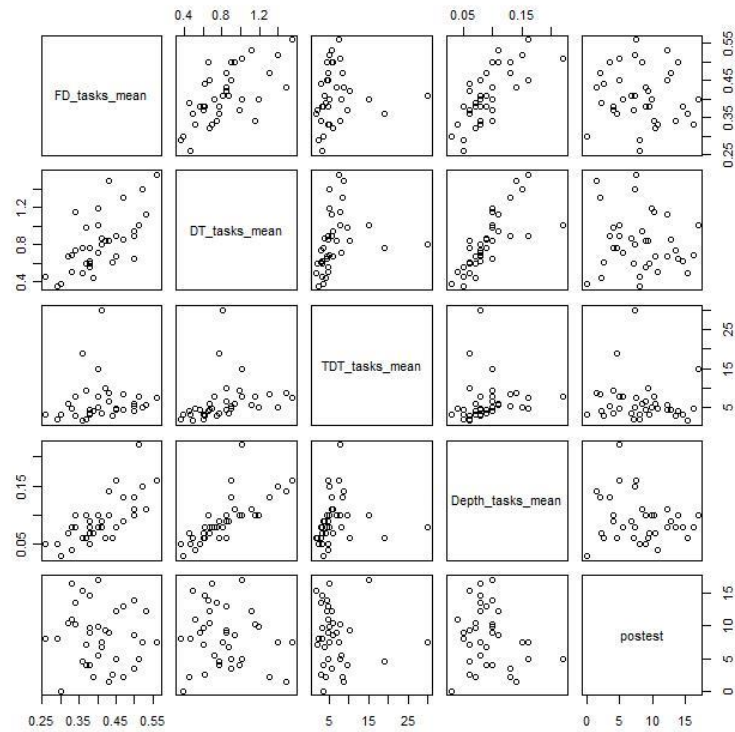 0.4 0.8 1.2 0.05 0.15
FD_tasks_mean
0.25 0.35 0.45 0.55
DT_tasks_mean
0.4 0.8 1.2
TDT_tasks_mean
5 15 25
Depth_tasks_mean
0.05 0.15
postest
0 5 10 15
0.25 0.35 0.45 0.55 5 15 25 0 5 10 15